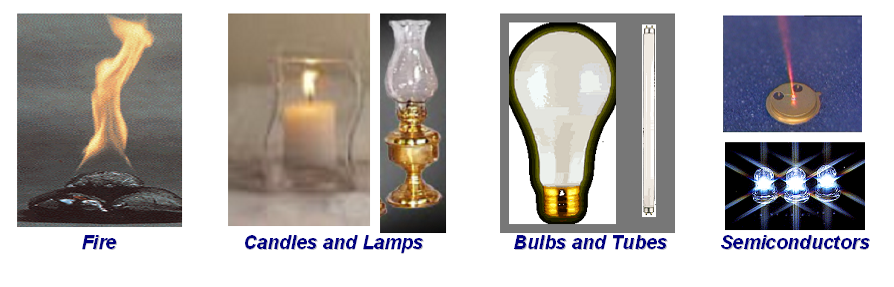 Fire
Candles and Lamps
Bulbs and Tubes
Semiconductors